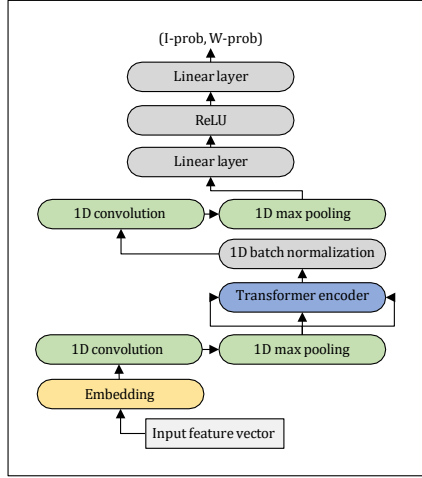 (I-prob, W-prob)
Linear layer
ReLU
Linear layer
1D convolution
1D max pooling
1D batch normalization
Transformer encoder
1D convolution
1D max pooling
Embedding
Input feature vector